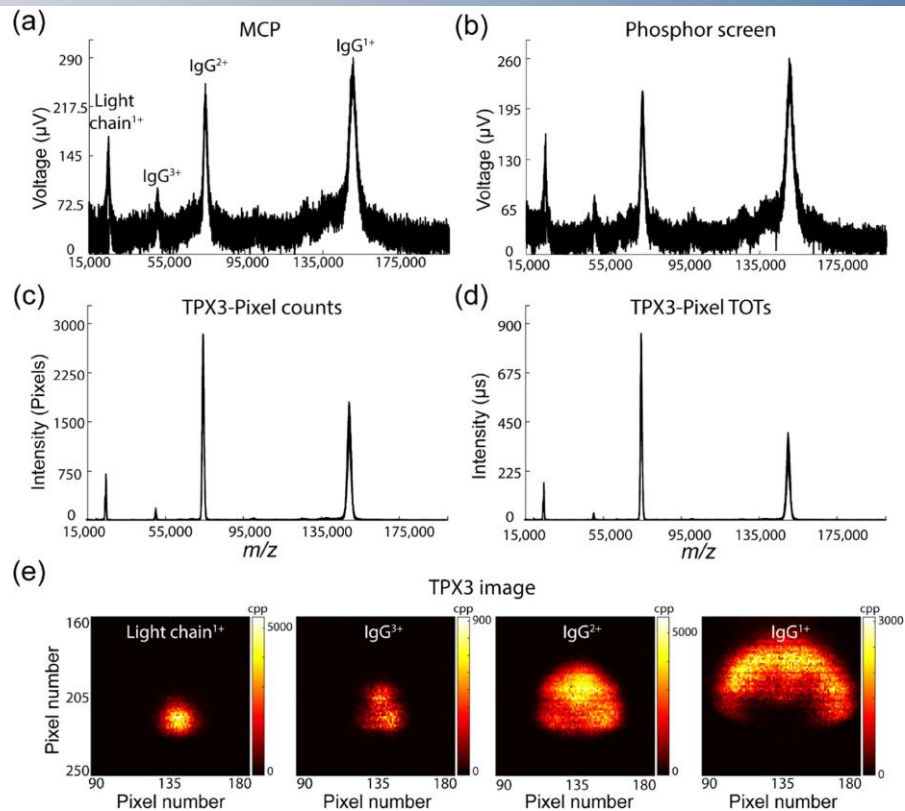 (a)
MCP
290
217.5
145
72.5
0
Voltage (µV)
Light
chain¹⁺
IgG³⁺
IgG²⁺
IgG¹⁺
15,000 55,000 95,000 135,000 175,000
(b)
Phosphor screen
260
195
130
65
0
Voltage (µV)
15,000 55,000 95,000 135,000 175,000
(c)
TPX3-Pixel counts
3000
2250
1500
750
0
Intensity (Pixels)
15,000 55,000 95,000 135,000 175,000
m/z
(d)
TPX3-Pixel TOTs
900
675
450
225
0
Intensity (µs)
15,000 55,000 95,000 135,000 175,000
m/z
(e)
TPX3 image
160
205
250
Pixel number
Light chain¹⁺
cpp
5000
0
90 135 180
Pixel number
IgG³⁺
cpp
900
0
90 135 180
Pixel number
IgG²⁺
cpp
5000
0
90 135 180
Pixel number
IgG¹⁺
cpp
3000
0
90 135 180
Pixel number